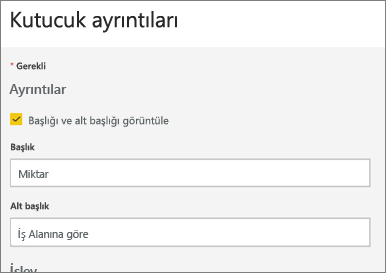 Kutucuk ayrıntıları
* Gerekli
Ayrıntılar
Başlığı ve alt başlığı görüntüle
Başlık
Miktar
Alt başlık
İş Alanına göre
İşlev